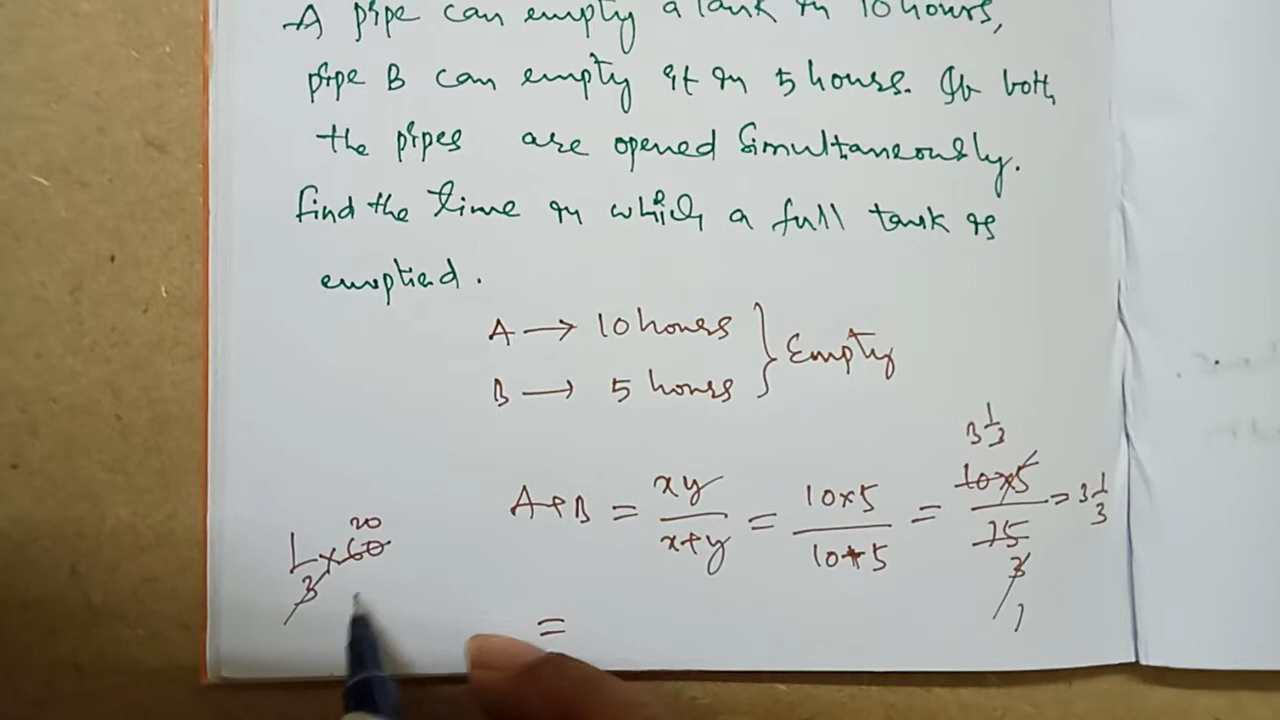 A pipe can empty a tank in 10 hours,
pipe B can empty it in 5 hours. If both
the pipes are opened Simultaneously.
find the time in which a full tank is
emptied.
A → 10 hours } Empty
B → 5 hours
A+B = xy/x+y = 10×5/10+5 = 10×5/15 = 3 1/3
3 1/3
3
1
1/3 × 60
20
=